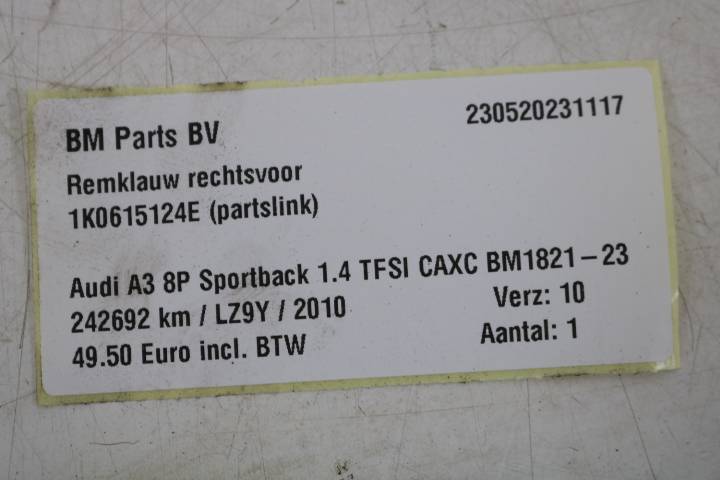 BM Parts BV 230520231117
Remklauw rechtsvoor
1K0615124E (partslink)
Audi A3 8P Sportback 1.4 TFSI CAXC BM1821-23
242692 km / LZ9Y / 2010 Verz: 10
49.50 Euro incl. BTW Aantal: 1